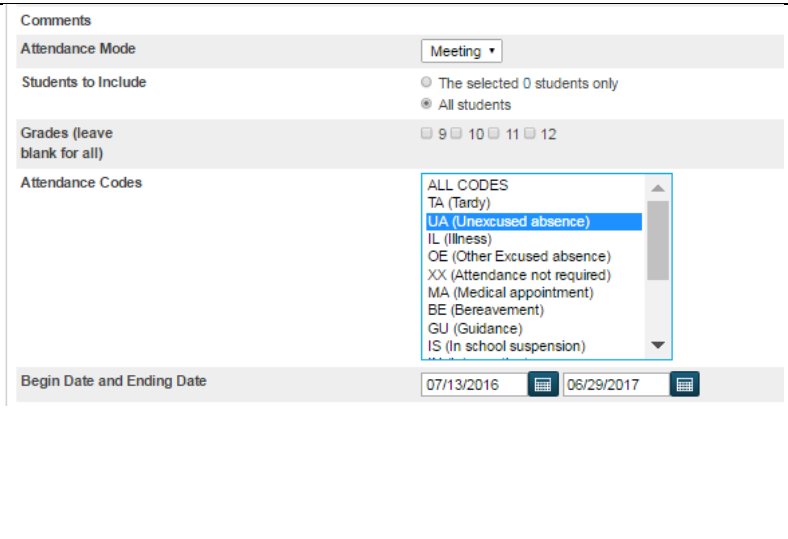 Comments
Attendance Mode
Meeting
Students to Include
The selected 0 students only
All students
Grades (leave
blank for all)
9 10 11 12
Attendance Codes
ALL CODES
TA (Tardy)
UA (Unexcused absence)
IL (Illness)
OE (Other Excused absence)
XX (Attendance not required)
MA (Medical appointment)
BE (Bereavement)
GU (Guidance)
IS (In school suspension)
Begin Date and Ending Date
07/13/2016 06/29/2017